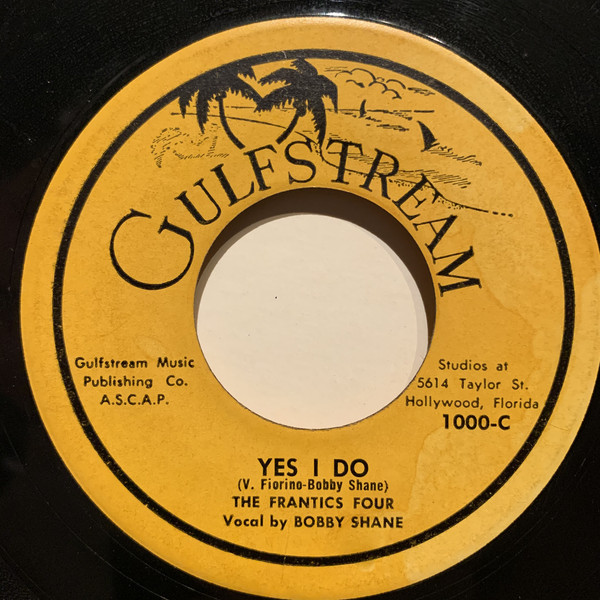 GULFSTREAM
Gulfstream Music
Publishing Co.
A.S.C.A.P.
Studios at
5614 Taylor St.
Hollywood, Florida
1000-C
YES I DO
(V. Fiorino-Bobby Shane)
THE FRANTICS FOUR
Vocal by BOBBY SHANE